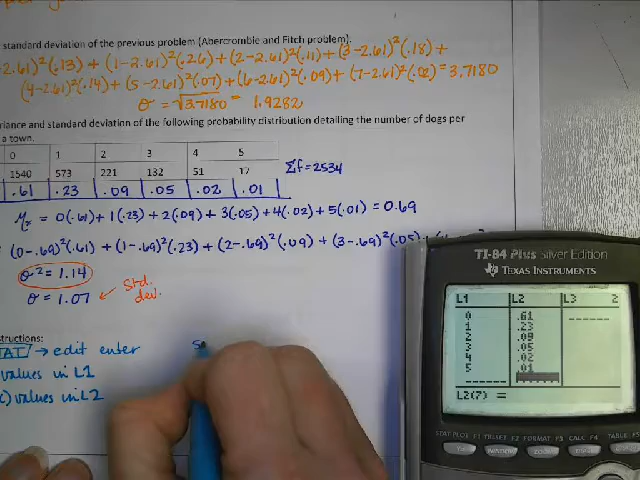 standard deviation of the previous problem (Abercrombie and Fitch problem).
-2.61)²(.13) + (1-2.61)²(.26) + (2-2.61)²(.11) + (3-2.61)²(.18) +
(4-2.61)²(.14) + (5-2.61)²(.07) + (6-2.61)²(.09) + (7-2.61)²(.02) = 3.7180
σ = √3.7180 = 1.9282
variance and standard deviation of the following probability distribution detailing the number of dogs per
a town.
0 1 2 3 4 5
1540 573 221 132 51 17 Σf = 2534
.61 .23 .09 .05 .02 .01
= 0(.61) + 1(.23) + 2(.09) + 3(.05) + 4(.02) + 5(.01) = 0.69
(0-.69)²(.61) + (1-.69)²(.23) + (2-.69)²(.09) + (3-.69)²(.05)
σ² = 1.14
σ = 1.07 ← Std. dev.
structions:
TAT → edit enter
values in L1
) values in L2
TI-84 Plus Silver Edition
TEXAS INSTRUMENTS
L1 L2 L3 2
0 .61 ------
1 .23
2 .09
3 .05
4 .02
5 .01
------
L2(7) =
STAT PLOT F1 TBLSET F2 FORMAT F3 CALC F4